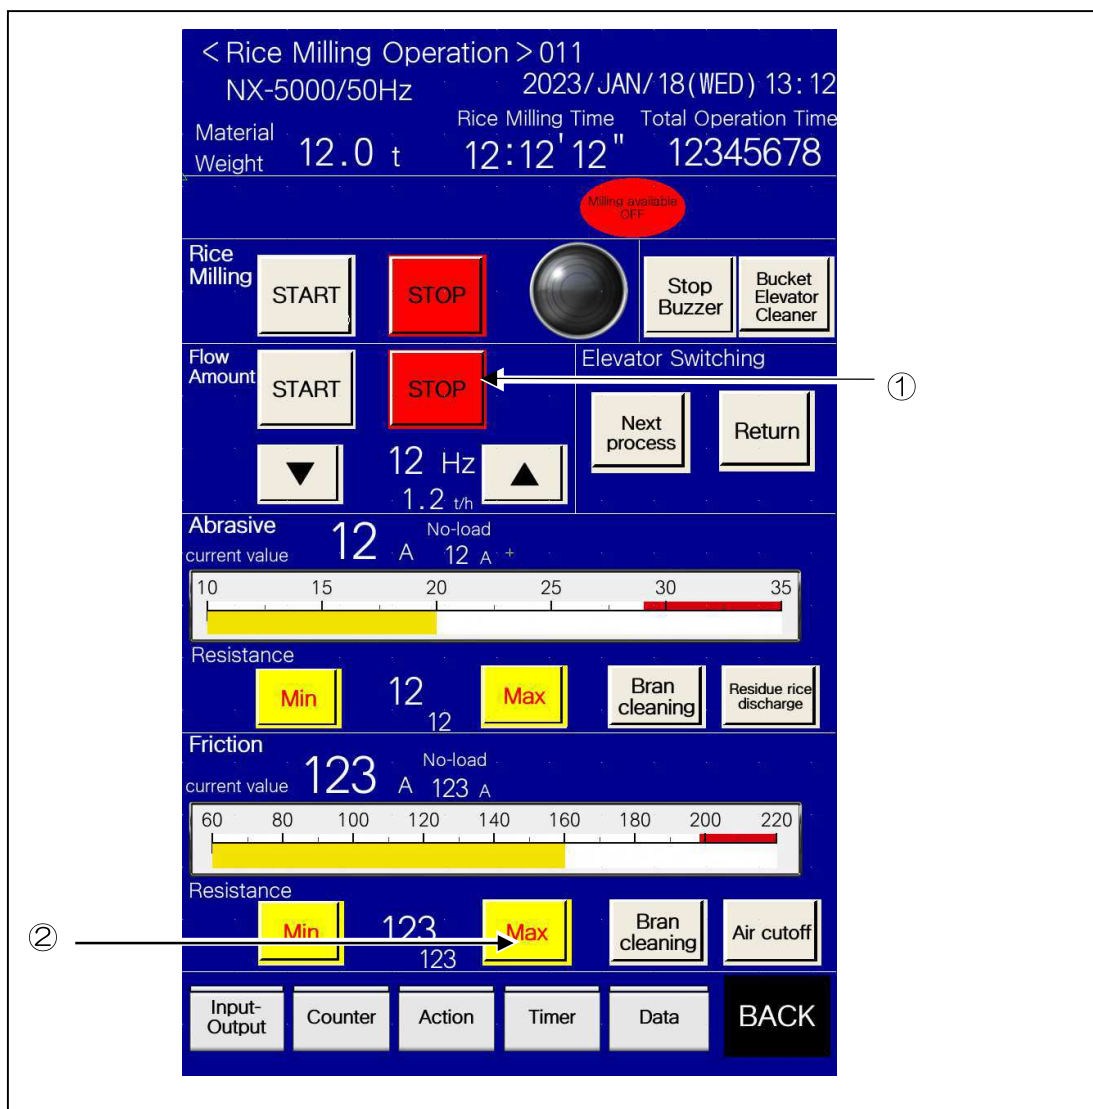 <Rice Milling Operation>011
NX-5000/50Hz
2023/JAN/18(WED) 13:12
Material Weight 12.0 t
Rice Milling Time
12:12'12"
Total Operation Time
12345678
Milling available
OFF
Rice
Milling
START
STOP
Stop
Buzzer
Bucket
Elevator
Cleaner
Flow
Amount
START
STOP
①
Elevator Switching
Next
process
Return
▼
12 Hz
1.2 t/h
▲
Abrasive
current value
12 A
No-load
12 A
10 15 20 25 30 35
Resistance
Min
12
12
Max
Bran
cleaning
Residue rice
discharge
Friction
current value
123 A
No-load
123 A
60 80 100 120 140 160 180 200 220
Resistance
②
Min
123
123
Max
Bran
cleaning
Air cutoff
Input-
Output
Counter
Action
Timer
Data
BACK